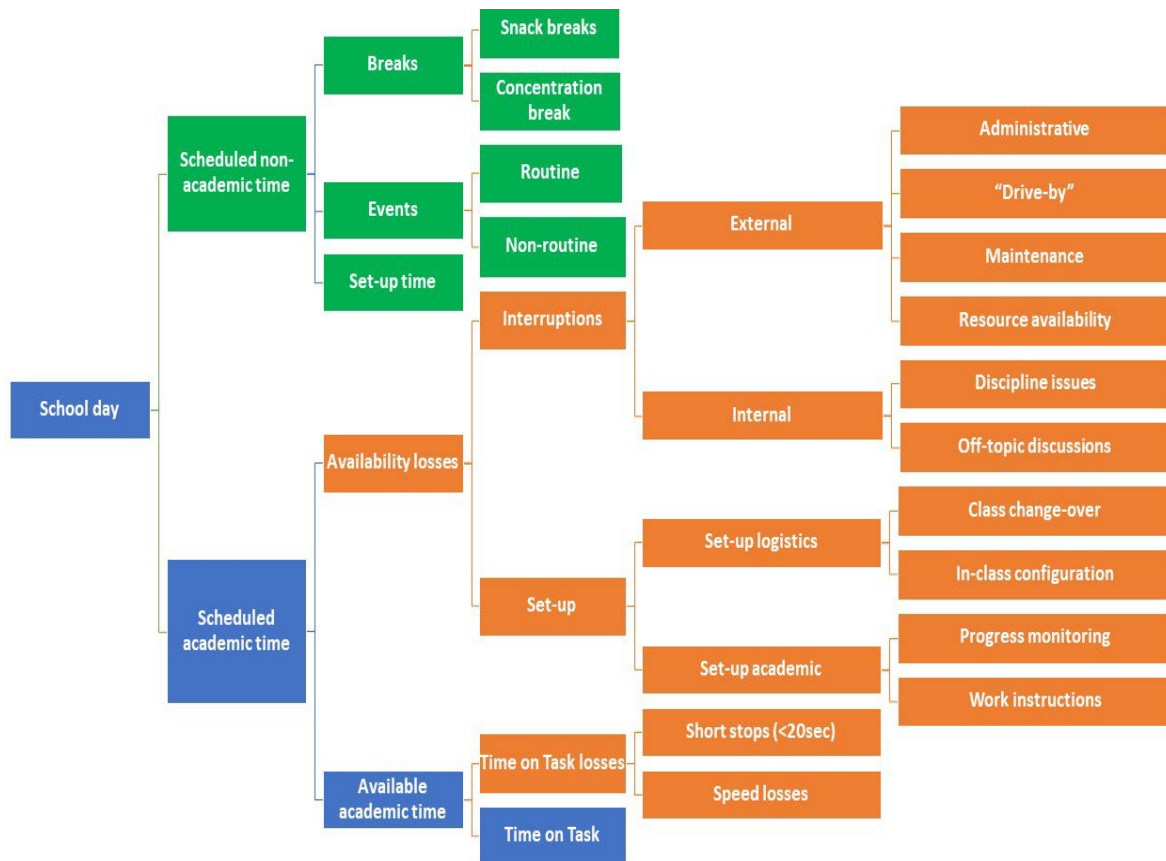 Snack breaks
Breaks
Concentration
break
Scheduled non-
academic time
Routine
Events
Non-routine
Set-up time
Administrative
“Drive-by”
External
Maintenance
Resource availability
Interruptions
School day
Discipline issues
Internal
Off-topic discussions
Availability losses
Class change-over
Set-up logistics
In-class configuration
Set-up
Scheduled
academic time
Progress monitoring
Set-up academic
Work instructions
Short stops (<20sec)
Time on Task losses
Speed losses
Available
academic time
Time on Task